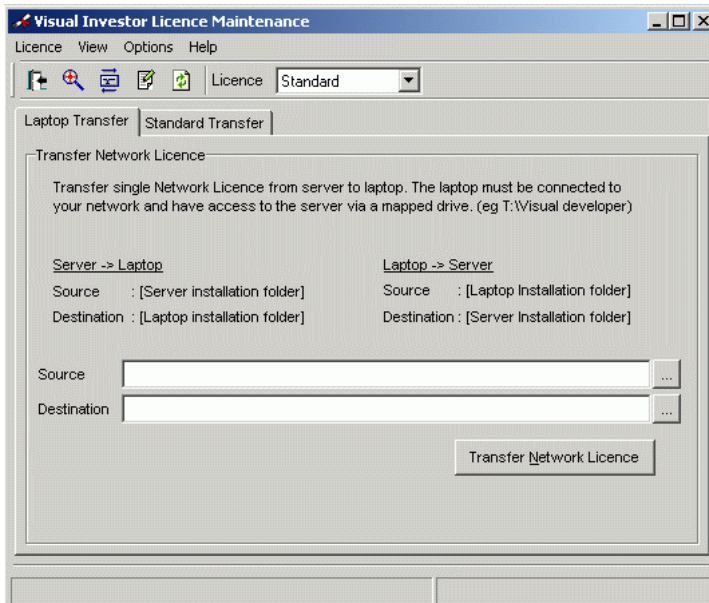 Visual Investor Licence Maintenance
Licence View Options Help
Licence Standard
Laptop Transfer Standard Transfer
Transfer Network Licence
Transfer single Network Licence from server to laptop. The laptop must be connected to
your network and have access to the server via a mapped drive. (eg T:\Visual developer)
Server -> Laptop Laptop -> Server
Source : [Server installation folder] Source : [Laptop Installation folder]
Destination : [Laptop installation folder] Destination : [Server Installation folder]
Source ...
Destination ...
Transfer Network Licence